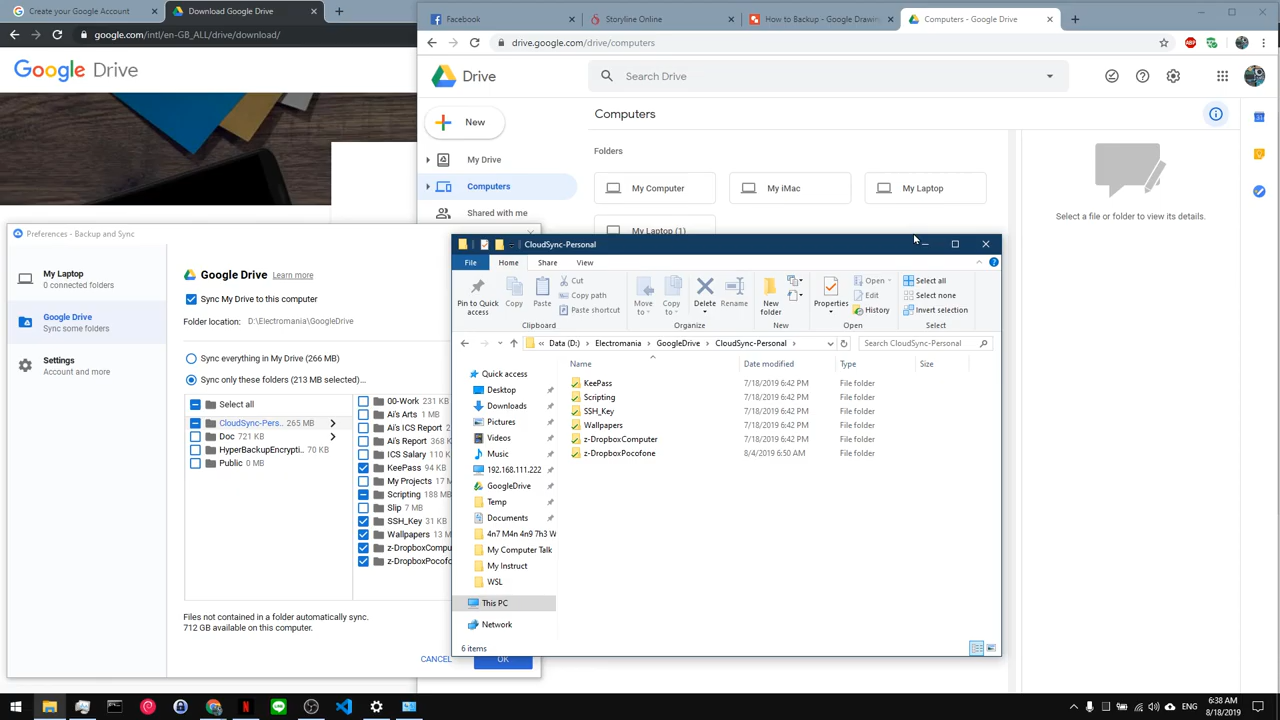 Create your Google Account
Download Google Drive
google.com/intl/en-GB_ALL/drive/download/
Google Drive
Facebook
Storyline Online
How to Backup - Google Drawing
Computers - Google Drive
drive.google.com/drive/computers
ABP
Drive
Search Drive
New
Computers
My Drive
Folders
Computers
My Computer
My iMac
My Laptop
Shared with me
My Laptop (1)
Select a file or folder to view its details.
Preferences - Backup and Sync
My Laptop
0 connected folders
Google Drive
Sync some folders
Settings
Account and more
Google Drive Learn more
Sync My Drive to this computer
Folder location: D:\Electromania\GoogleDrive
Sync everything in My Drive (266 MB)
Sync only these folders (213 MB selected)...
Select all
CloudSync-Pers.. 265 MB
Doc 721 KB
HyperBackupEncrypti.. 70 KB
Public 0 MB
00-Work 231 KB
Ai's Arts 1 MB
Ai's ICS Report
Ai's Report 368
ICS Salary 110
KeePass 94 KB
My Projects 17
Scripting 188 MB
Slip 7 MB
SSH_Key 31 KB
Wallpapers 13
z-DropboxCompu
z-DropboxPocofo
Files not contained in a folder automatically sync.
712 GB available on this computer.
CANCEL
OK
CloudSync-Personal
File
Home
Share
View
Pin to Quick access
Copy
Paste
Cut
Copy path
Paste shortcut
Clipboard
Move to
Copy to
Delete
Rename
Organize
New folder
New
Properties
Open
Edit
History
Open
Select all
Select none
Invert selection
Select
Data (D:)
Electromania
GoogleDrive
CloudSync-Personal
Search CloudSync-Personal
Name
Date modified
Type
Size
KeePass 7/18/2019 6:42 PM File folder
Scripting 7/18/2019 6:42 PM File folder
SSH_Key 7/18/2019 6:42 PM File folder
Wallpapers 7/18/2019 6:42 PM File folder
z-DropboxComputer 7/18/2019 6:42 PM File folder
z-DropboxPocofone 8/4/2019 6:50 AM File folder
Quick access
Desktop
Downloads
Pictures
Videos
Music
192.168.111.222
GoogleDrive
Temp
Documents
4n7 M4n 4n9 7h3 W
My Computer Talk
My Instruct
WSL
This PC
Network
6 items
ENG
6:38 AM
8/18/2019